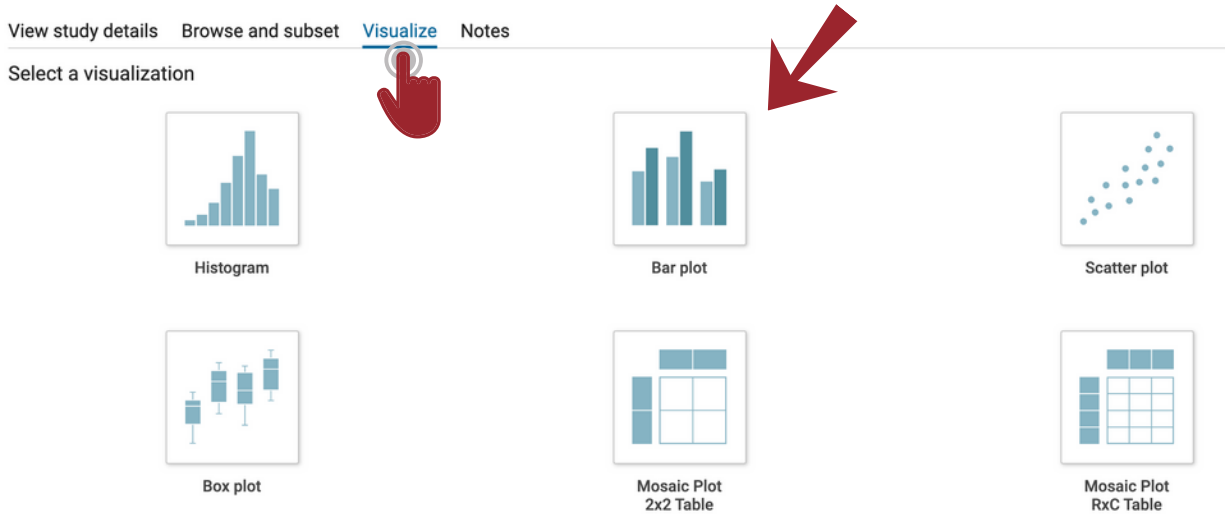 View study details Browse and subset Visualize Notes
Select a visualization
Histogram
Bar plot
Scatter plot
Box plot
Mosaic Plot
2x2 Table
Mosaic Plot
RxC Table